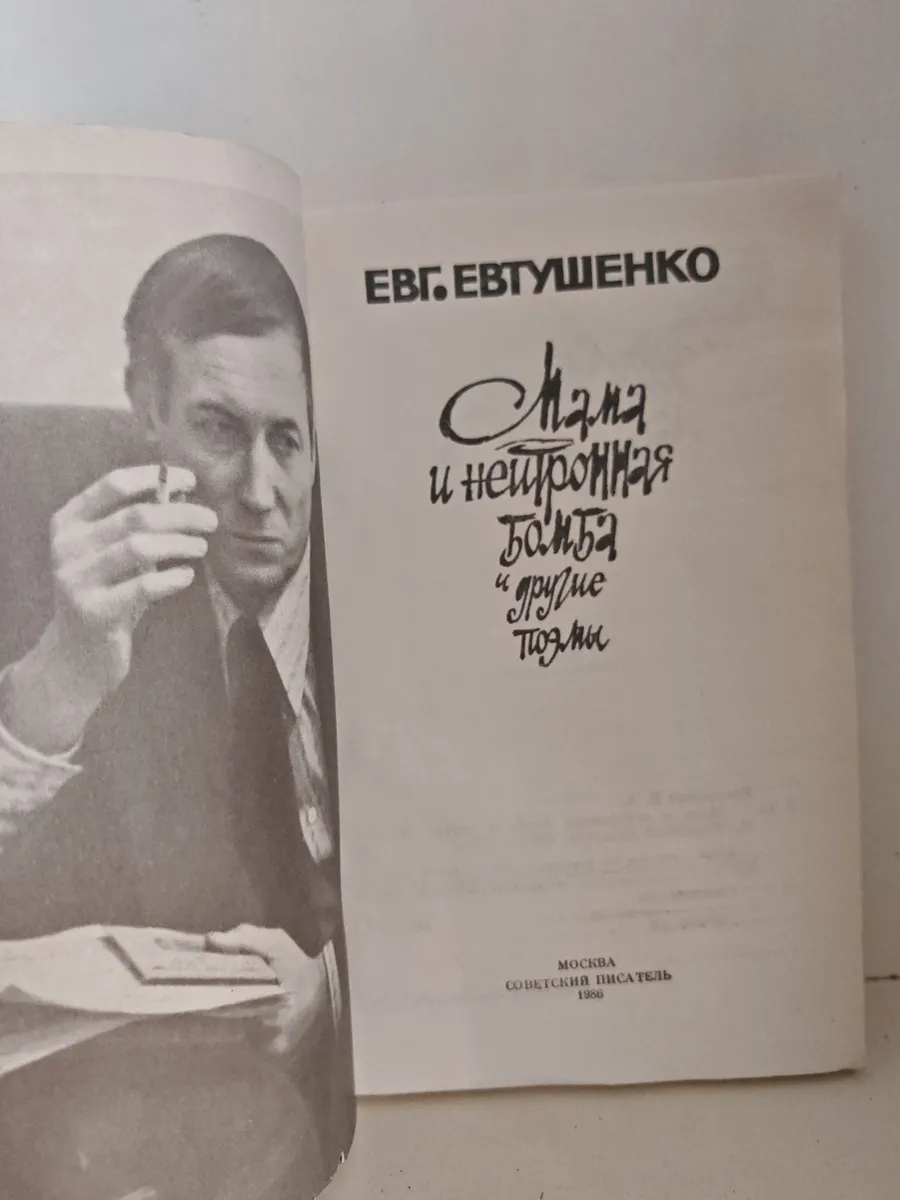 ЕВГ. ЕВТУШЕНКО
Мама
и нейтронная
бомба
и другие
поэмы
МОСКВА
СОВЕТСКИЙ ПИСАТЕЛЬ
1986